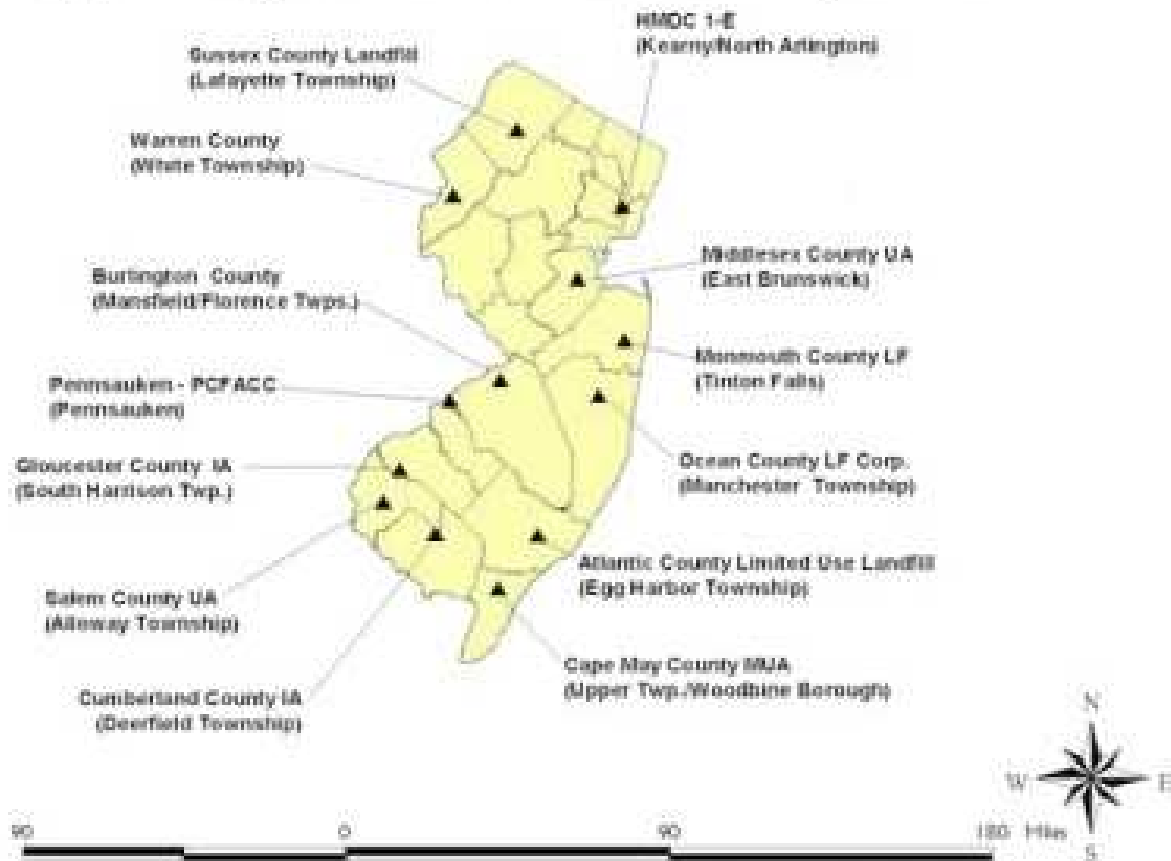 HMDC 1-E
(Kearny/North Arlington)
Sussex County Landfill
(Lafayette Township)
Warren County
(White Township)
Middlesex County UA
(East Brunswick)
Burlington County
(Mansfield/Florence Twps.)
Monmouth County LF
(Tinton Falls)
Pennsauken - PCFACC
(Pennsauken)
Ocean County LF Corp.
(Manchester Township)
Gloucester County IA
(South Harrison Twp.)
Atlantic County Limited Use Landfill
(Egg Harbor Township)
Salem County UA
(Alloway Township)
Cape May County MUA
(Upper Twp./Woodbine Borough)
Cumberland County IA
(Deerfield Township)
N
W E
S
90 0 90 180 Miles